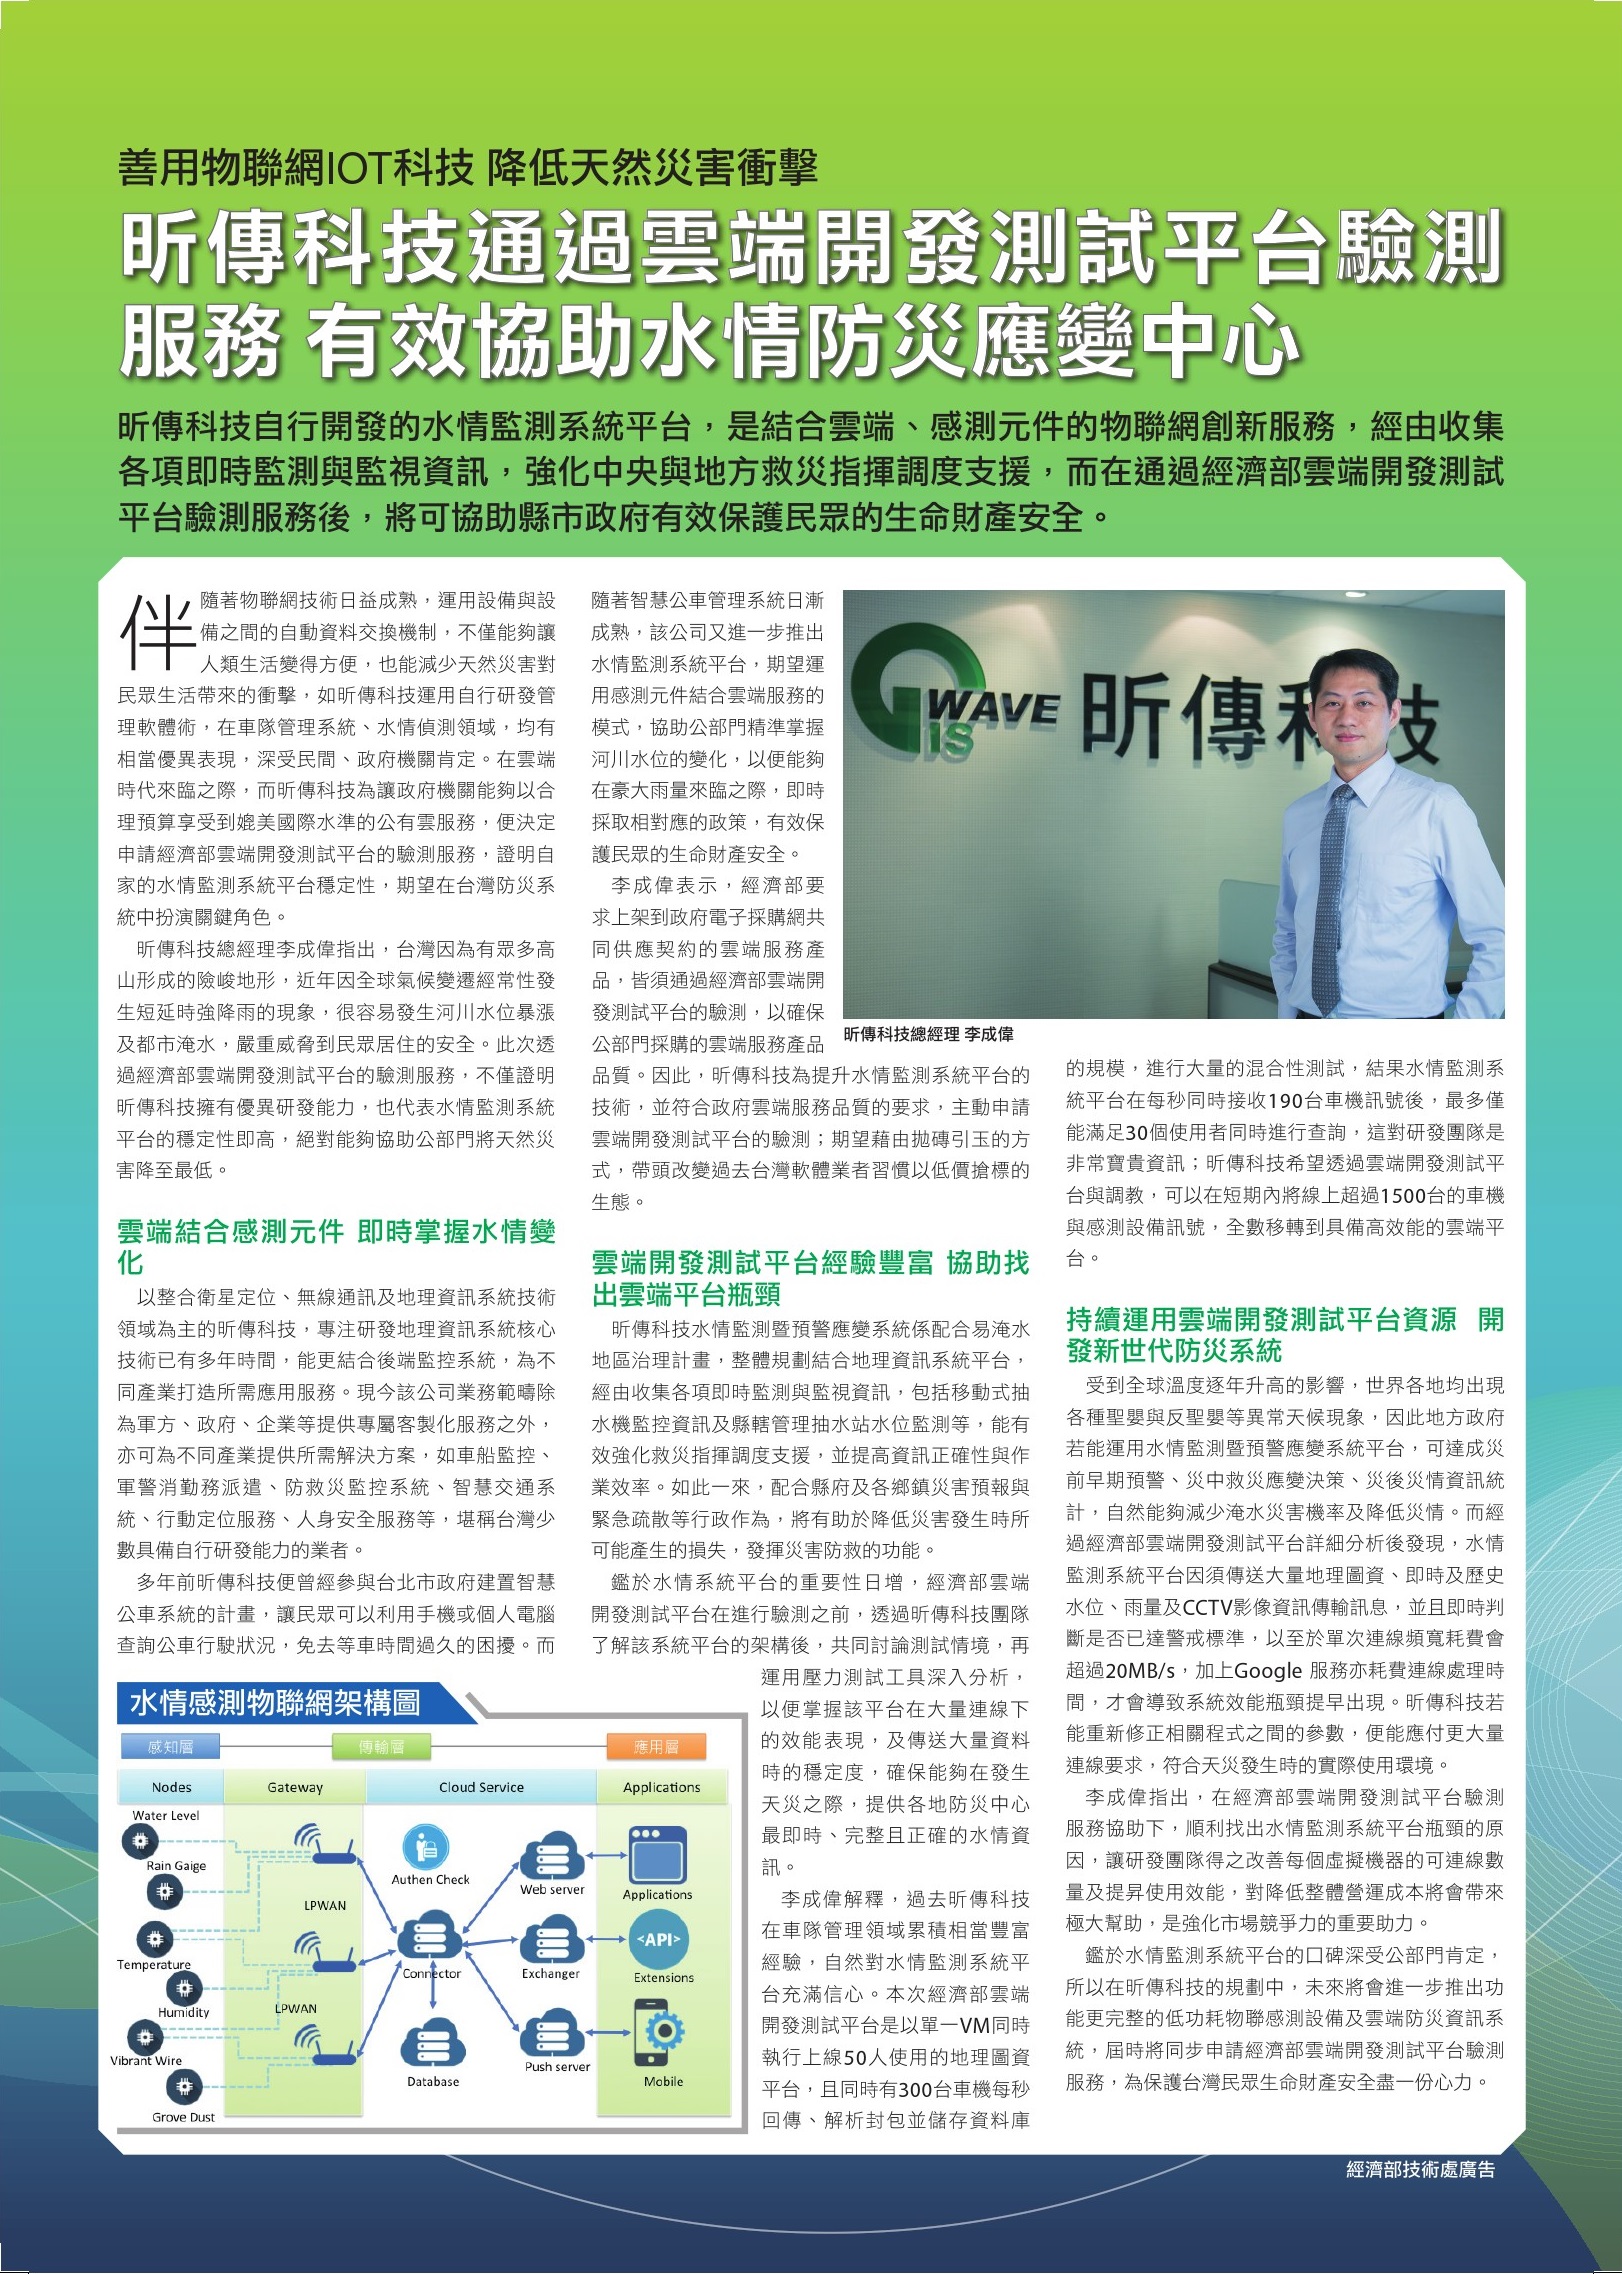 善用物聯網IOT科技 降低天然災害衝擊
昕傳科技通過雲端開發測試平台驗測
服務 有效協助水情防災應變中心
昕傳科技自行開發的水情監測系統平台，是結合雲端、感測元件的物聯網創新服務，經由收集
各項即時監測與監視資訊，強化中央與地方救災指揮調度支援，而在通過經濟部雲端開發測試
平台驗測服務後，將可協助縣市政府有效保護民眾的生命財產安全。
伴隨著物聯網技術日益成熟，運用設備與設
備之間的自動資料交換機制，不僅能夠讓
人類生活變得方便，也能減少天然災害對
民眾生活帶來的衝擊，如昕傳科技運用自行研發管
理軟體術，在車隊管理系統、水情偵測領域，均有
相當優異表現，深受民間、政府機關肯定。在雲端
時代來臨之際，而昕傳科技為讓政府機關能夠以合
理預算享受到媲美國際水準的公有雲服務，便決定
申請經濟部雲端開發測試平台的驗測服務，證明自
家的水情監測系統平台穩定性，期望在台灣防災系
統中扮演關鍵角色。
昕傳科技總經理李成偉指出，台灣因為有眾多高
山形成的險峻地形，近年因全球氣候變遷經常性發
生短延時強降雨的現象，很容易發生河川水位暴漲
及都市淹水，嚴重威脅到民眾居住的安全。此次透
過經濟部雲端開發測試平台的驗測服務，不僅證明
昕傳科技擁有優異研發能力，也代表水情監測系統
平台的穩定性即高，絕對能夠協助公部門將天然災
害降至最低。
雲端結合感測元件 即時掌握水情變
化
以整合衛星定位、無線通訊及地理資訊系統技術
領域為主的昕傳科技，專注研發地理資訊系統核心
技術已有多年時間，能更結合後端監控系統，為不
同產業打造所需應用服務。現今該公司業務範疇除
為軍方、政府、企業等提供專屬客製化服務之外，
亦可為不同產業提供所需解決方案，如車船監控、
軍警消勤務派遣、防救災監控系統、智慧交通系
統、行動定位服務、人身安全服務等，堪稱台灣少
數具備自行研發能力的業者。
多年前昕傳科技便曾經參與台北市政府建置智慧
公車系統的計畫，讓民眾可以利用手機或個人電腦
查詢公車行駛狀況，免去等車時間過久的困擾。而
隨著智慧公車管理系統日漸
成熟，該公司又進一步推出
水情監測系統平台，期望運
用感測元件結合雲端服務的
模式，協助公部門精準掌握
河川水位的變化，以便能夠
在豪大雨量來臨之際，即時
採取相對應的政策，有效保
護民眾的生命財產安全。
李成偉表示，經濟部要
求上架到政府電子採購網共
同供應契約的雲端服務產
品，皆須通過經濟部雲端開
發測試平台的驗測，以確保
公部門採購的雲端服務產品
品質。因此，昕傳科技為提升水情監測系統平台的
技術，並符合政府雲端服務品質的要求，主動申請
雲端開發測試平台的驗測；期望藉由拋磚引玉的方
式，帶頭改變過去台灣軟體業者習慣以低價搶標的
生態。
雲端開發測試平台經驗豐富 協助找
出雲端平台瓶頸
昕傳科技水情監測暨預警應變系統係配合易淹水
地區治理計畫，整體規劃結合地理資訊系統平台，
經由收集各項即時監測與監視資訊，包括移動式抽
水機監控資訊及縣轄管理抽水站水位監測等，能有
效強化救災指揮調度支援，並提高資訊正確性與作
業效率。如此一來，配合縣府及各鄉鎮災害預報與
緊急疏散等行政作為，將有助於降低災害發生時所
可能產生的損失，發揮災害防救的功能。
鑑於水情系統平台的重要性日增，經濟部雲端
開發測試平台在進行驗測之前，透過昕傳科技團隊
了解該系統平台的架構後，共同討論測試情境，再
運用壓力測試工具深入分析，
以便掌握該平台在大量連線下
的效能表現，及傳送大量資料
時的穩定度，確保能夠在發生
天災之際，提供各地防災中心
最即時、完整且正確的水情資
訊。
李成偉解釋，過去昕傳科技
在車隊管理領域累積相當豐富
經驗，自然對水情監測系統平
台充滿信心。本次經濟部雲端
開發測試平台是以單一VM同時
執行上線50人使用的地理圖資
平台，且同時有300台車機每秒
回傳、解析封包並儲存資料庫
WAVE
GIS
昕傳科技
昕傳科技總經理 李成偉
的規模，進行大量的混合性測試，結果水情監測系
統平台在每秒同時接收190台車機訊號後，最多僅
能滿足30個使用者同時進行查詢，這對研發團隊是
非常寶貴資訊；昕傳科技希望透過雲端開發測試平
台與調教，可以在短期內將線上超過1500台的車機
與感測設備訊號，全數移轉到具備高效能的雲端平
台。
持續運用雲端開發測試平台資源 開
發新世代防災系統
受到全球溫度逐年升高的影響，世界各地均出現
各種聖嬰與反聖嬰等異常天候現象，因此地方政府
若能運用水情監測暨預警應變系統平台，可達成災
前早期預警、災中救災應變決策、災後災情資訊統
計，自然能夠減少淹水災害機率及降低災情。而經
過經濟部雲端開發測試平台詳細分析後發現，水情
監測系統平台因須傳送大量地理圖資、即時及歷史
水位、雨量及CCTV影像資訊傳輸訊息，並且即時判
斷是否已達警戒標準，以至於單次連線頻寬耗費會
超過20MB/s，加上Google 服務亦耗費連線處理時
間，才會導致系統效能瓶頸提早出現。昕傳科技若
能重新修正相關程式之間的參數，便能應付更大量
連線要求，符合天災發生時的實際使用環境。
李成偉指出，在經濟部雲端開發測試平台驗測
服務協助下，順利找出水情監測系統平台瓶頸的原
因，讓研發團隊得之改善每個虛擬機器的可連線數
量及提昇使用效能，對降低整體營運成本將會帶來
極大幫助，是強化市場競爭力的重要助力。
鑑於水情監測系統平台的口碑深受公部門肯定，
所以在昕傳科技的規劃中，未來將會進一步推出功
能更完整的低功耗物聯感測設備及雲端防災資訊系
統，屆時將同步申請經濟部雲端開發測試平台驗測
服務，為保護台灣民眾生命財產安全盡一份心力。
水情感測物聯網架構圖
感知層 傳輸層 應用層
Nodes Gateway Cloud Service Applications
Water Level
Rain Gaige
Temperature
Humidity
Vibrant Wire
Grove Dust
LPWAN
LPWAN
Authen Check
Connector
Database
Web server
Exchanger
Push server
Applications
<API>
Extensions
Mobile
經濟部技術處廣告